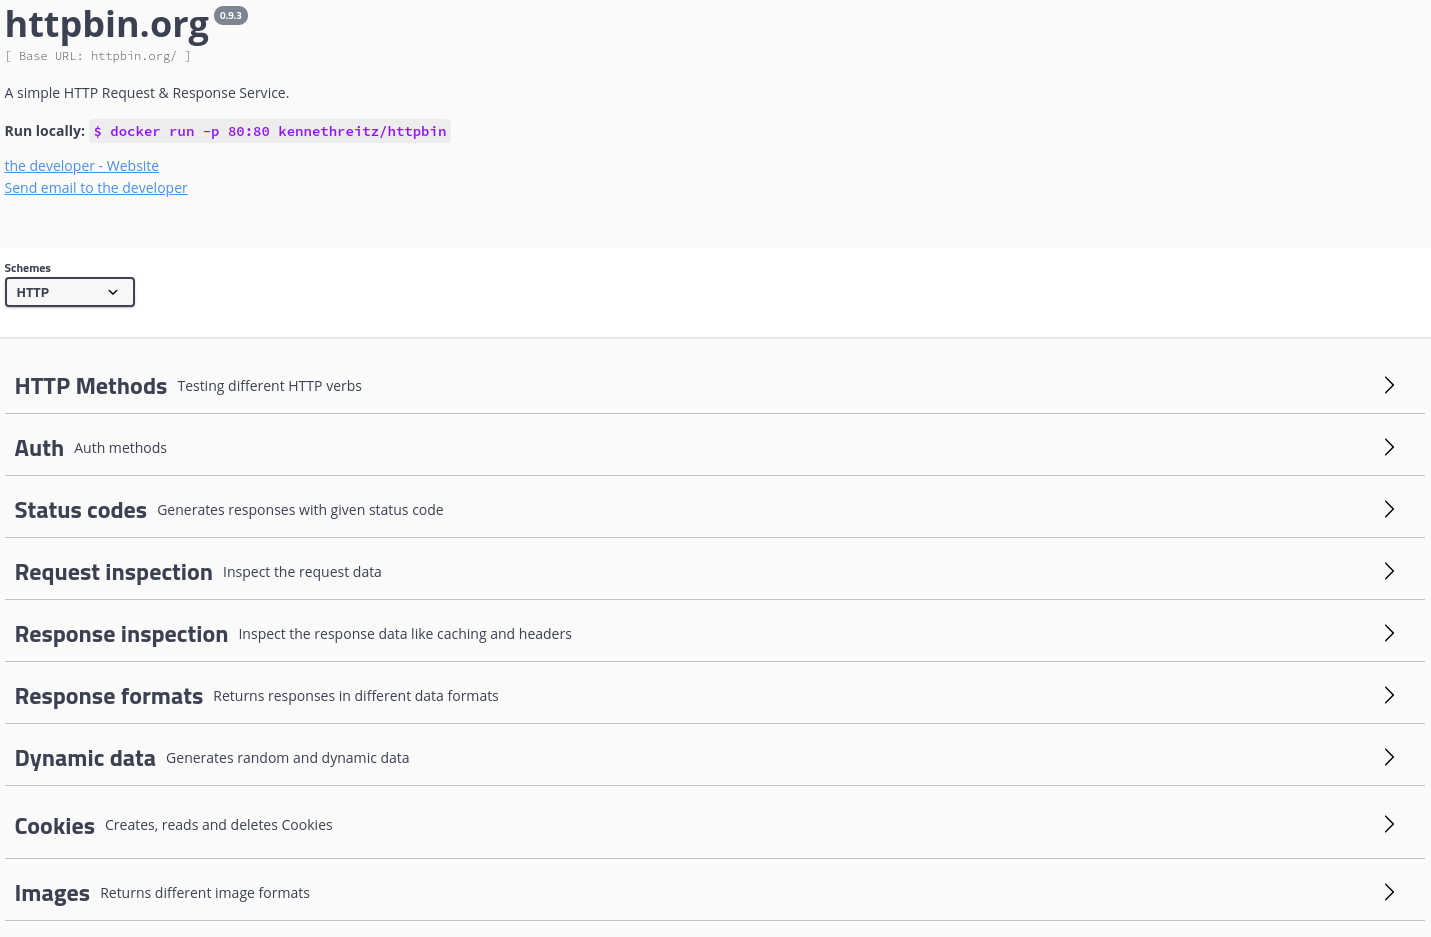 httpbin.org 0.9.3
[ Base URL: httpbin.org/ ]
A simple HTTP Request & Response Service.
Run locally: $ docker run -p 80:80 kennethreitz/httpbin
the developer - Website
Send email to the developer
Schemes
HTTP
HTTP Methods Testing different HTTP verbs
Auth Auth methods
Status codes Generates responses with given status code
Request inspection Inspect the request data
Response inspection Inspect the response data like caching and headers
Response formats Returns responses in different data formats
Dynamic data Generates random and dynamic data
Cookies Creates, reads and deletes Cookies
Images Returns different image formats